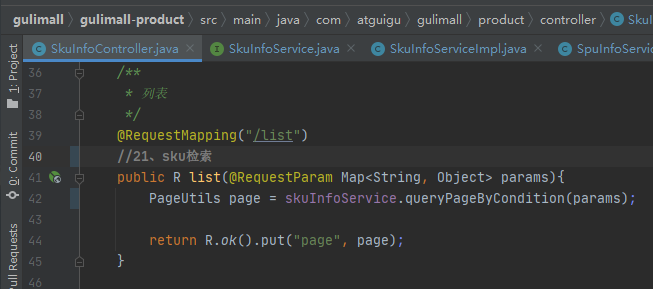 gulimall 〉 gulimall-product 〉 src 〉 main 〉 java 〉 com 〉 atguigu 〉 gulimall 〉 product 〉 controller 〉
SkuInfoController.java × SkuInfoService.java × SkuInfoServiceImpl.java × SpuInfoServ
1: Project
0: Commit
Pull Requests
36 /**
37 * 列表
38 */
39 @RequestMapping("/list")
40 //21、sku检索
41 public R list(@RequestParam Map<String, Object> params){
42 PageUtils page = skuInfoService.queryPageByCondition(params);
43
44 return R.ok().put("page", page);
45 }
46